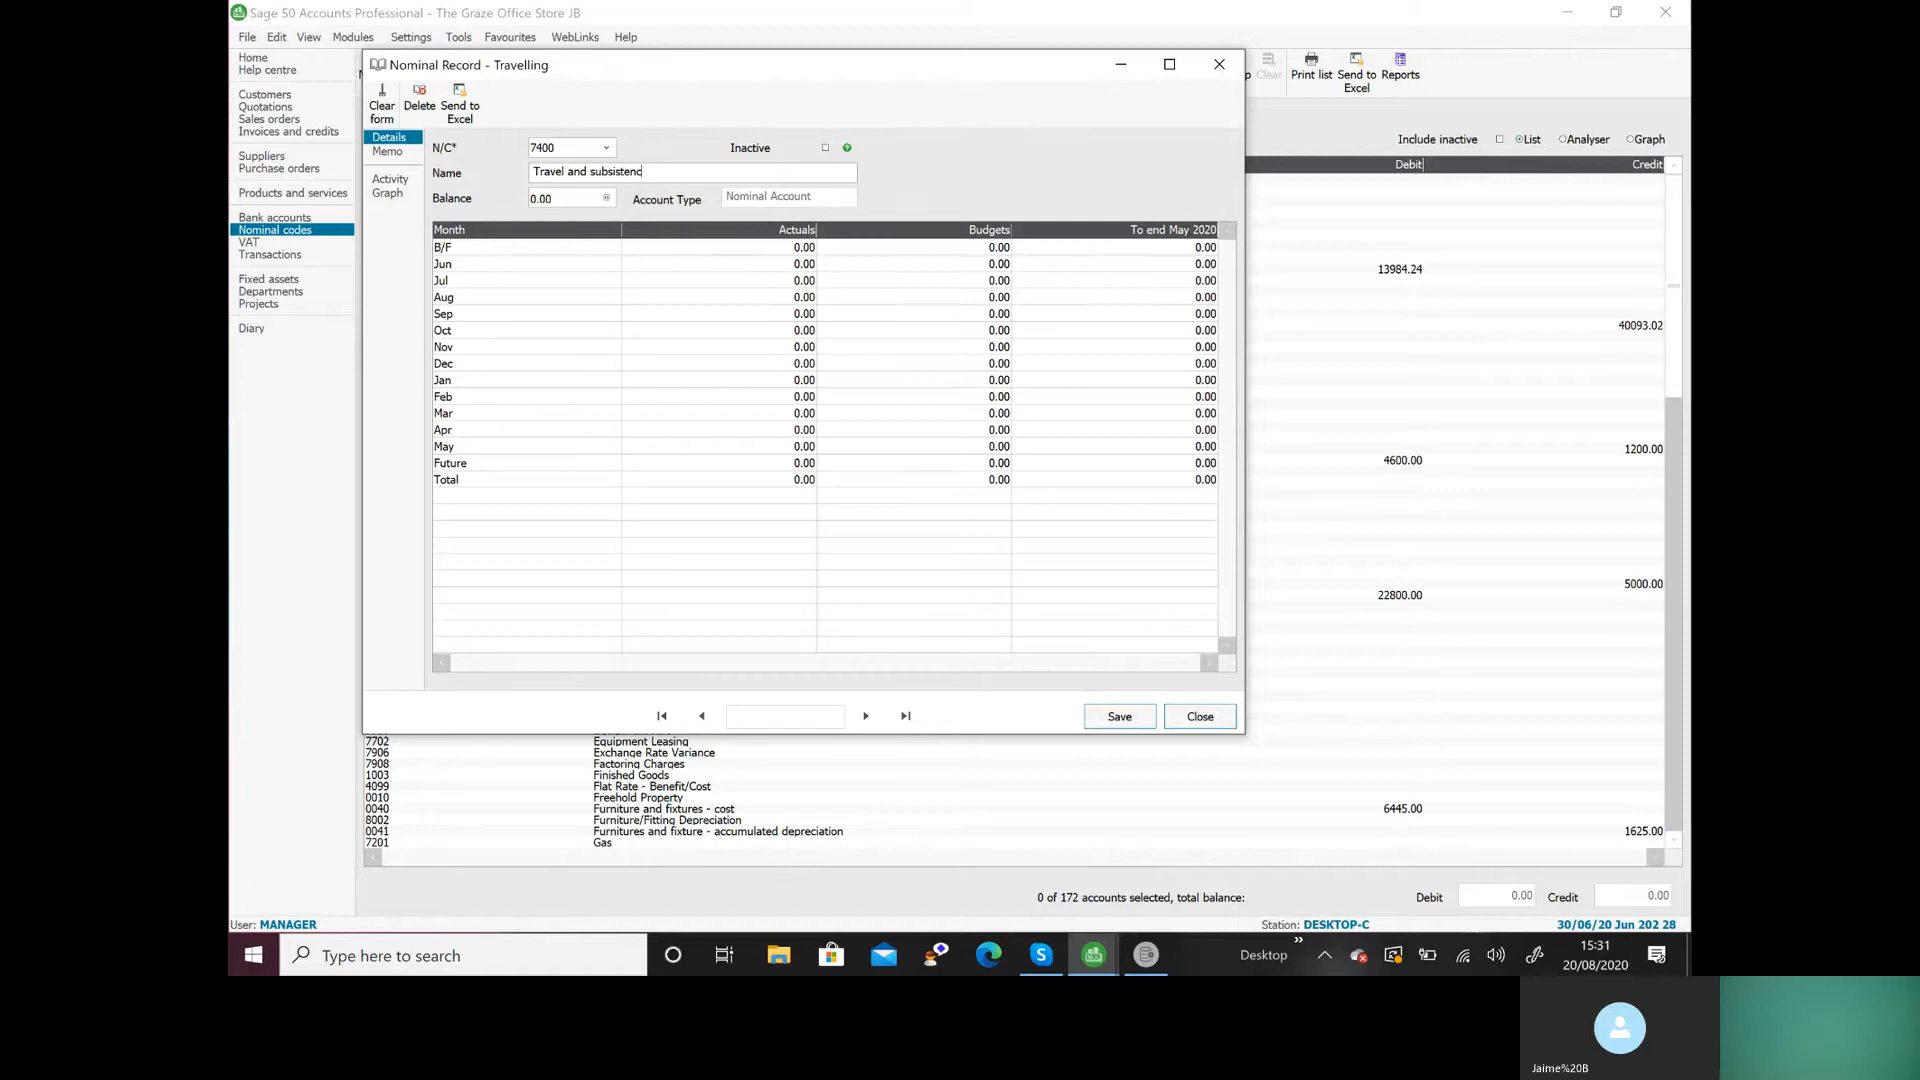 Sage 50 Accounts Professional - The Graze Office Store JB
File Edit View Modules Settings Tools Favourites WebLinks Help
Home
Help centre
Customers
Quotations
Sales orders
Invoices and credits
Suppliers
Purchase orders
Products and services
Bank accounts
Nominal codes
VAT
Transactions
Fixed assets
Departments
Projects
Diary
Nominal Record - Travelling
Clear form
Delete
Send to Excel
Details
Memo
Activity
Graph
N/C* 7400 Inactive
Name Travel and subsistenc
Balance 0.00 Account Type Nominal Account
Month Actuals Budgets To end May 2020
B/F 0.00 0.00 0.00
Jun 0.00 0.00 0.00
Jul 0.00 0.00 0.00
Aug 0.00 0.00 0.00
Sep 0.00 0.00 0.00
Oct 0.00 0.00 0.00
Nov 0.00 0.00 0.00
Dec 0.00 0.00 0.00
Jan 0.00 0.00 0.00
Feb 0.00 0.00 0.00
Mar 0.00 0.00 0.00
Apr 0.00 0.00 0.00
May 0.00 0.00 0.00
Future 0.00 0.00 0.00
Total 0.00 0.00 0.00
Save Close
p Clear Print list Send to Excel Reports
Include inactive List Analyser Graph
Debit Credit
13984.24
40093.02
1200.00
4600.00
5000.00
22800.00
7702 Equipment Leasing
7906 Exchange Rate Variance
7908 Factoring Charges
1003 Finished Goods
4099 Flat Rate - Benefit/Cost
0010 Freehold Property
0040 Furniture and fixtures - cost 6445.00
8002 Furniture/Fitting Depreciation
0041 Furnitures and fixture - accumulated depreciation 1625.00
7201 Gas
0 of 172 accounts selected, total balance: Debit 0.00 Credit 0.00
User: MANAGER Station: DESKTOP-C 30/06/20 Jun 202 28
Type here to search
Desktop
15:31
20/08/2020
Jaime%20B